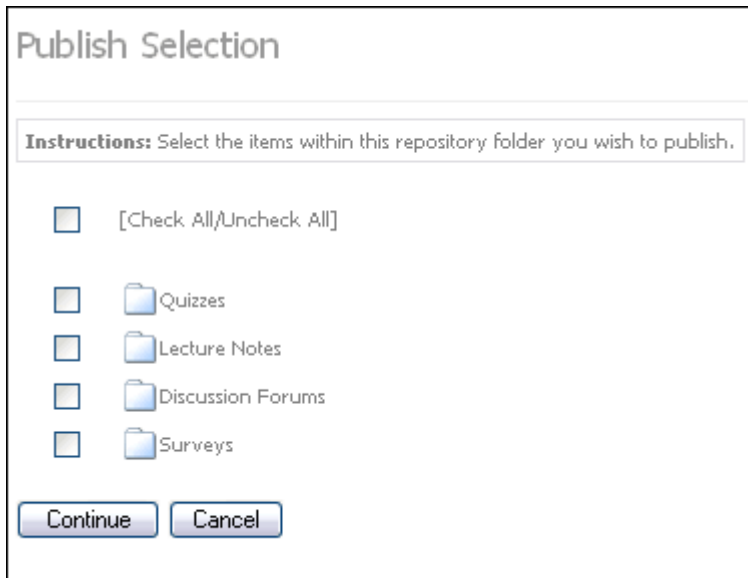 Publish Selection
Instructions: Select the items within this repository folder you wish to publish.
[Check All/Uncheck All]
Quizzes
Lecture Notes
Discussion Forums
Surveys
Continue Cancel